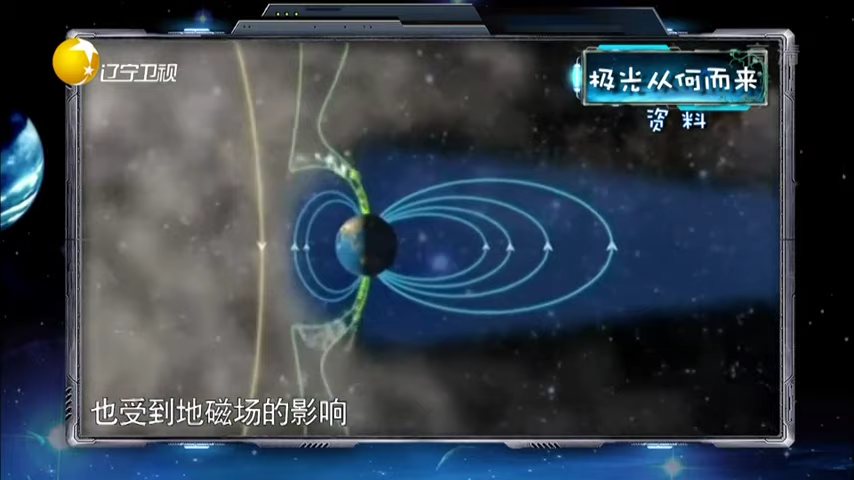 辽宁卫视
极光从何而来
资料
也受到地磁场的影响